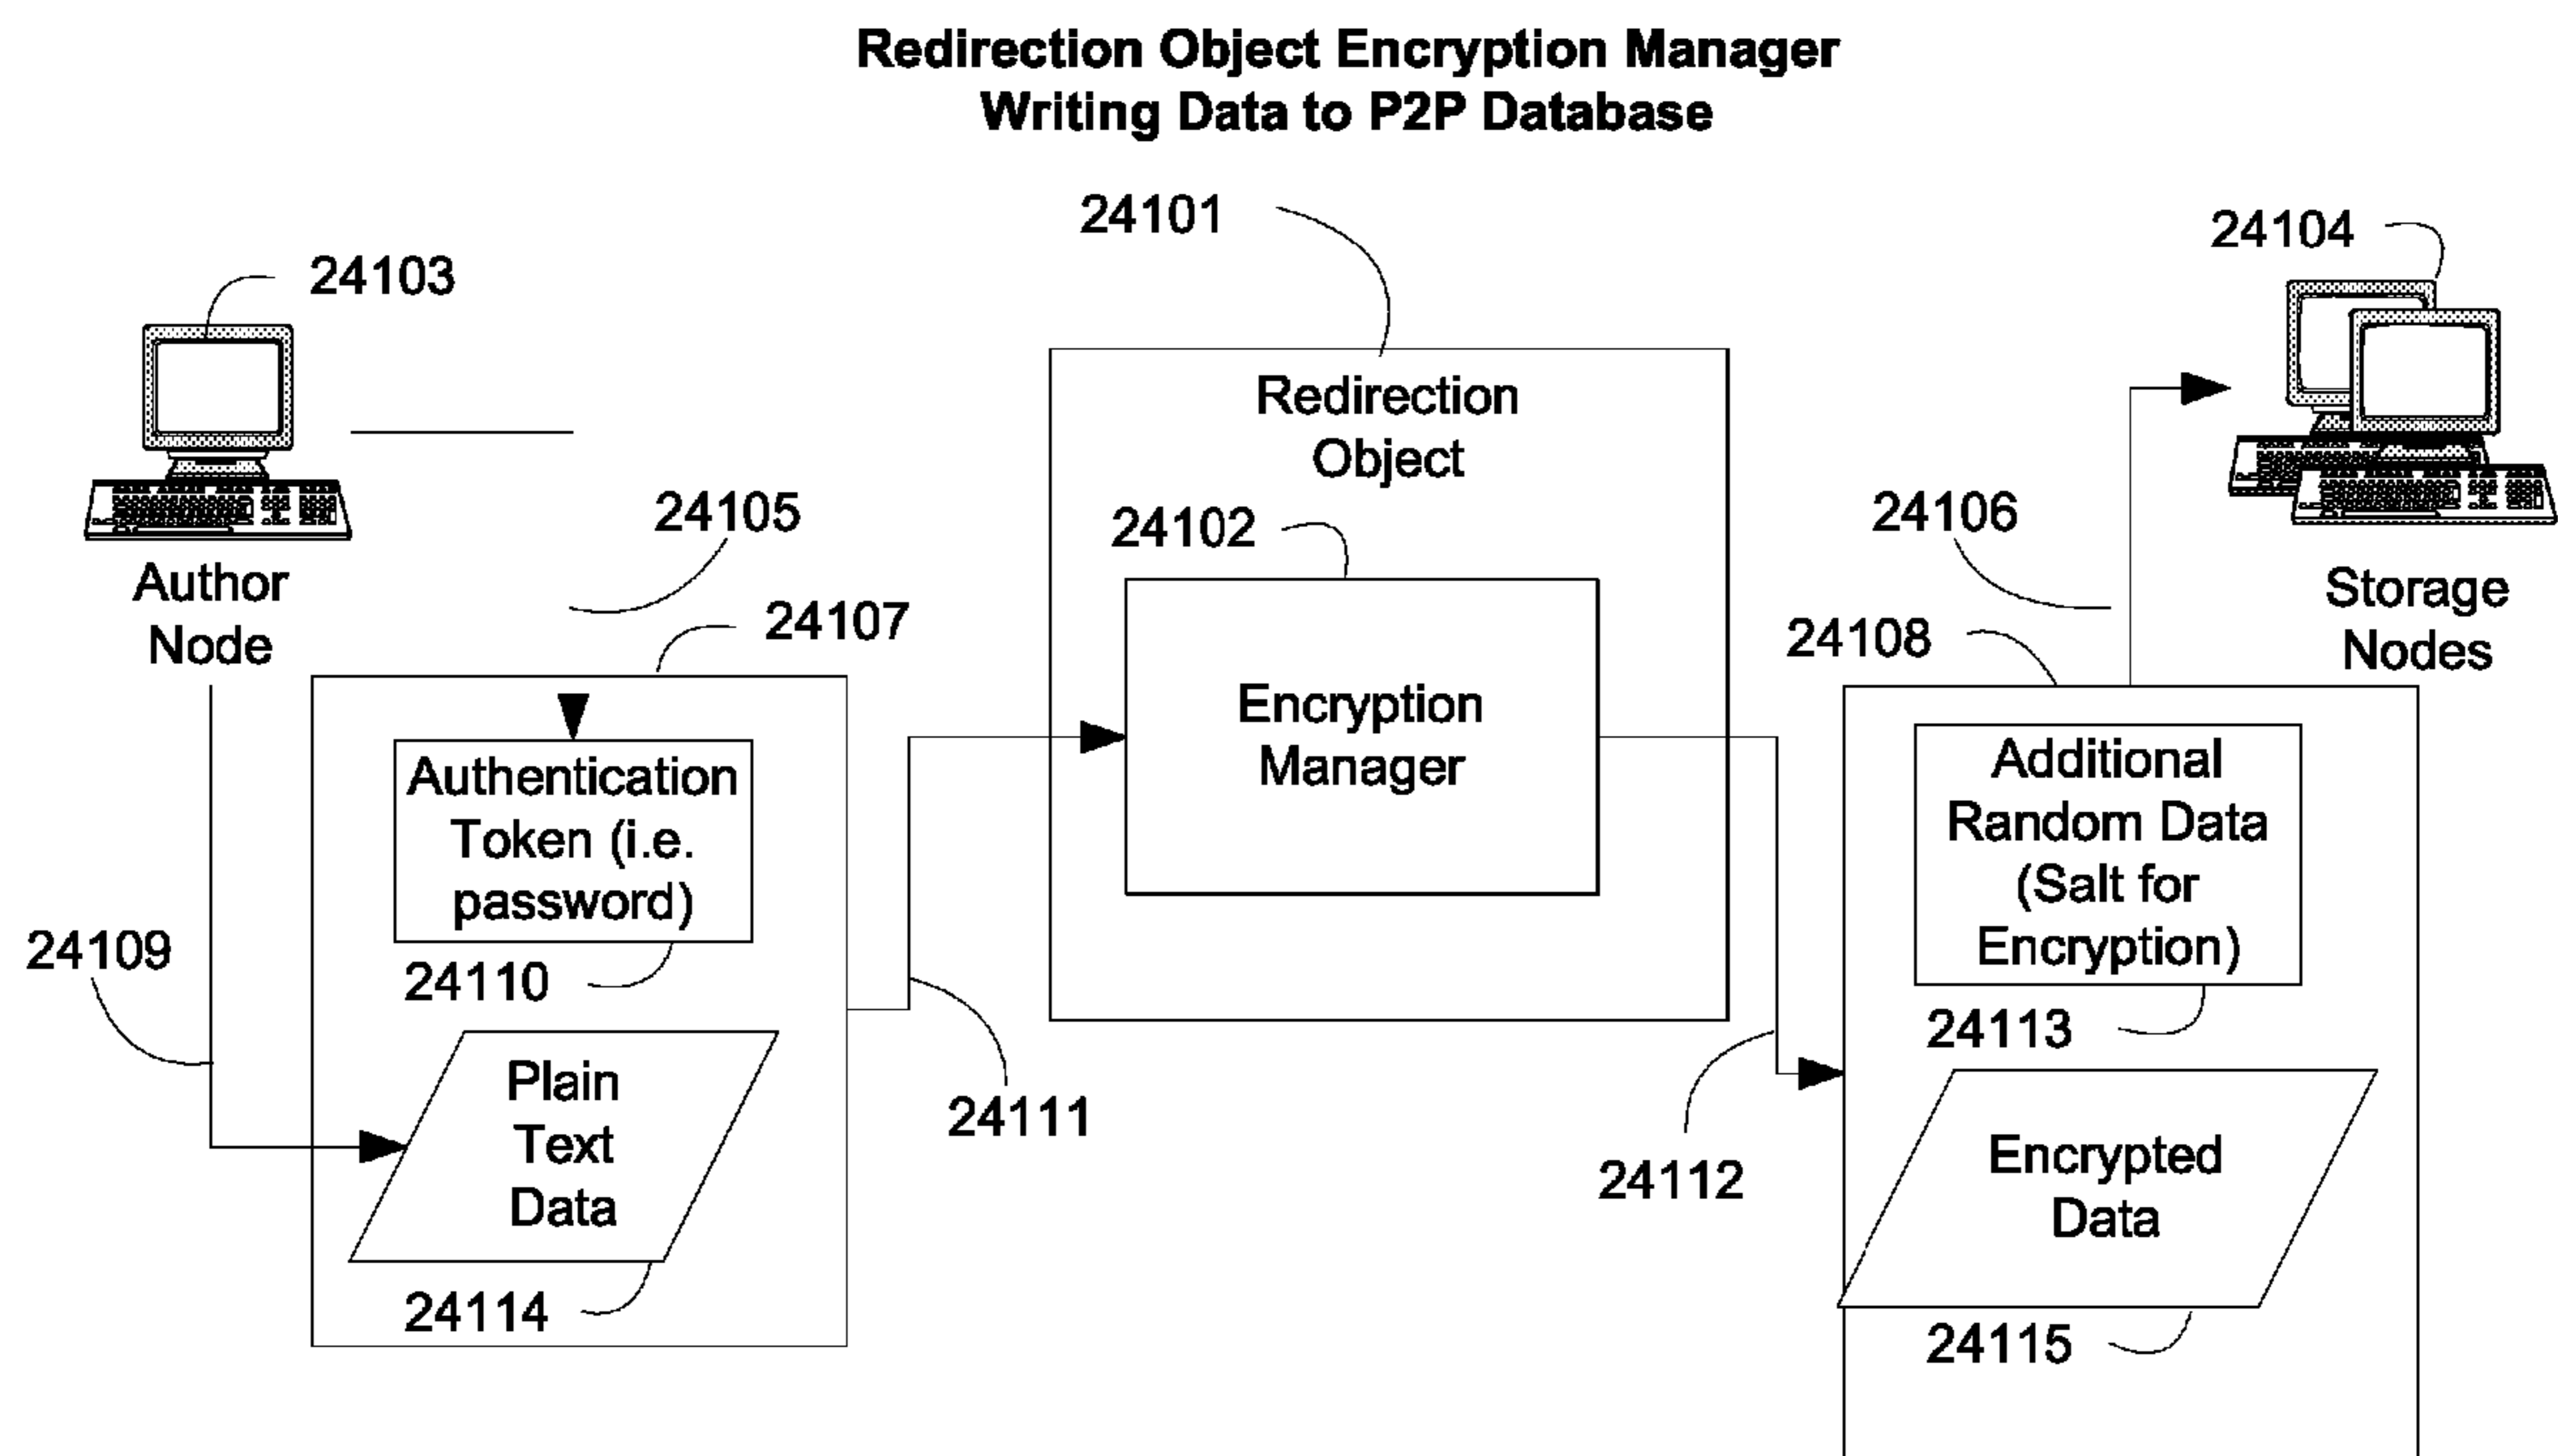 Redirection Object Encryption Manager
Writing Data to P2P Database
24101
24104
24103
Redirection
Object
24105
24106
24102
Author
Node
Storage
Nodes
24107
24108
Encryption
Manager
Authentication
Token (i.e.
password)
Additional
Random Data
(Salt for
Encryption)
24109
24110
24113
Plain
Text
Data
24111
24112
Encrypted
Data
24114
24115